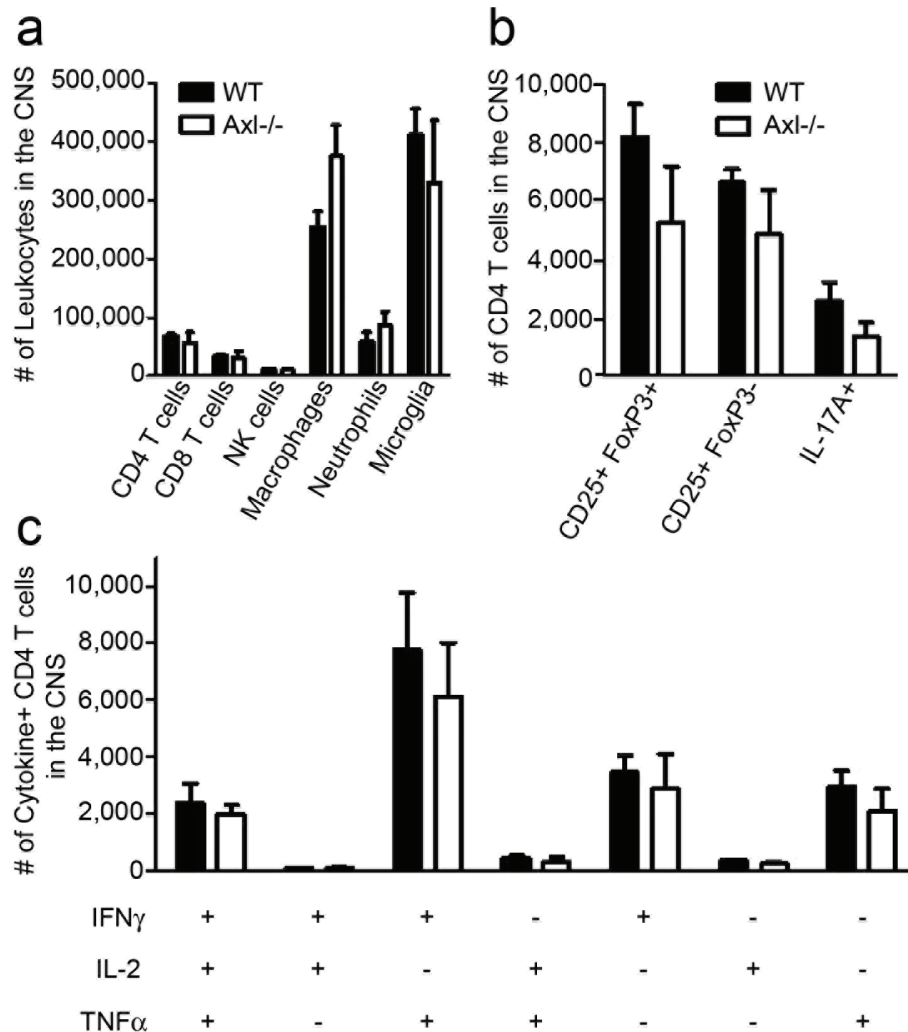 a
# of Leukocytes in the CNS
500,000
400,000
300,000
200,000
100,000
0
WT
Axl-/-
CD4 T cells
CD8 T cells
NK cells
Macrophages
Neutrophils
Microglia
b
# of CD4 T cells in the CNS
10,000
8,000
6,000
4,000
2,000
0
WT
Axl-/-
CD25+ FoxP3+
CD25+ FoxP3-
IL-17A+
c
# of Cytokine+ CD4 T cells
in the CNS
10,000
8,000
6,000
4,000
2,000
0
IFNγ + + + - + - -
IL-2 + + - + - + -
TNFα + - + + - - +